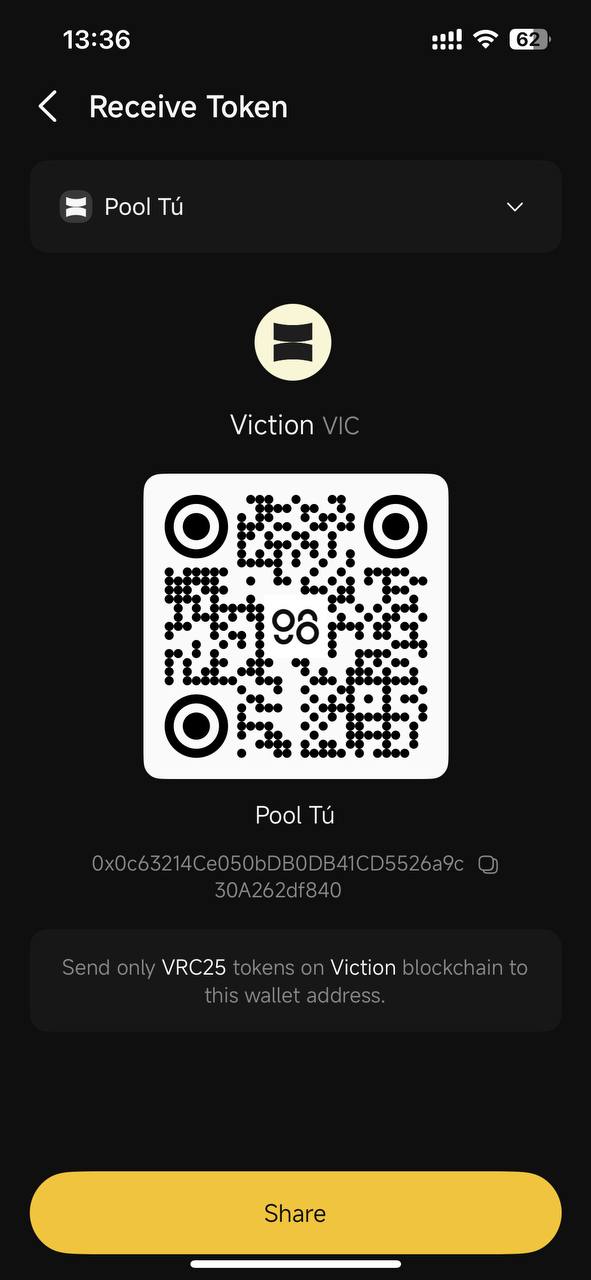 13:36
62
Receive Token
Pool Tú
Viction VIC
98
Pool Tú
0x0c63214Ce050bDB0DB41CD5526a9c
30A262df840
Send only VRC25 tokens on Viction blockchain to
this wallet address.
Share